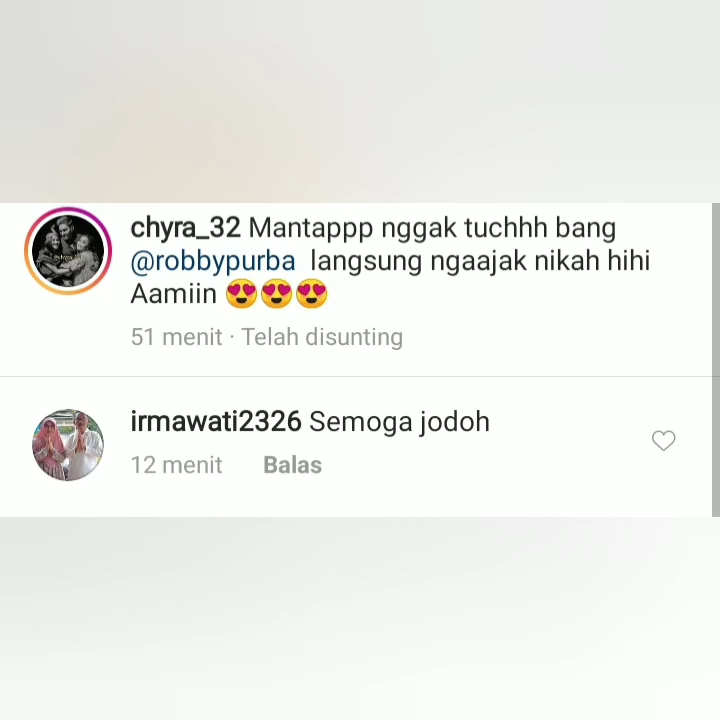 chyra_32 Mantappp nggak tuchhh bang
@robbypurba langsung ngaajak nikah hihi
Aamiin 😍😍😍
51 menit · Telah disunting
irmawati2326 Semoga jodoh
12 menit Balas